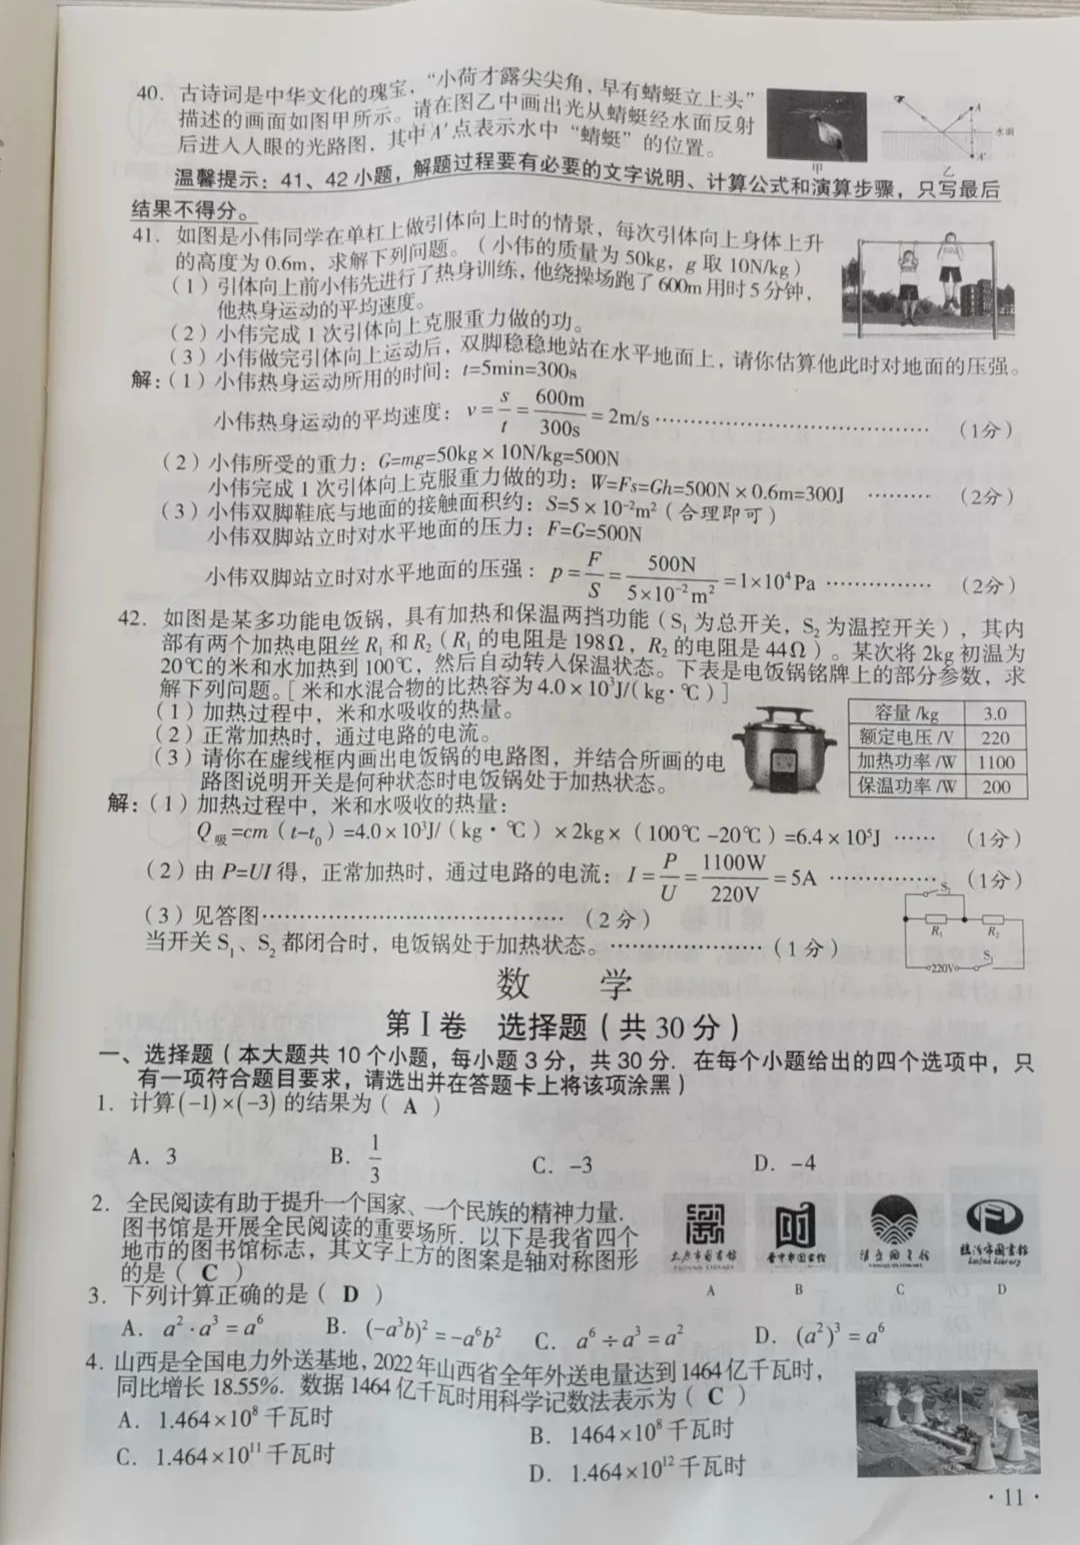 40. 古诗词是中华文化的瑰宝，“小荷才露尖尖角，早有蜻蜓立上头”
描述的画面如图甲所示。请在图乙中画出光从蜻蜓经水面反射
后进入人眼的光路图，其中A′点表示水中“蜻蜓”的位置。
A
水面
A′
甲
乙
温馨提示：41、42小题，解题过程要有必要的文字说明、计算公式和演算步骤，只写最后
结果不得分。
41. 如图是小伟同学在单杠上做引体向上时的情景，每次引体向上身体上升
的高度为0.6m，求解下列问题。（小伟的质量为50kg，g取10N/kg）
（1）引体向上前小伟先进行了热身训练，他绕操场跑了600m用时5分钟，
他热身运动的平均速度。
（2）小伟完成1次引体向上克服重力做的功。
（3）小伟做完引体向上运动后，双脚稳稳地站在水平地面上，请你估算他此时对地面的压强。
解：（1）小伟热身运动所用的时间：t=5min=300s
小伟热身运动的平均速度：v=s/t=600m/300s=2m/s ………………………………（1分）
（2）小伟所受的重力：G=mg=50kg×10N/kg=500N
小伟完成1次引体向上克服重力做的功：W=Fs=Gh=500N×0.6m=300J ………（2分）
（3）小伟双脚鞋底与地面的接触面积约：S=5×10⁻²m²（合理即可）
小伟双脚站立时对水平地面的压力：F=G=500N
小伟双脚站立时对水平地面的压强：p=F/S=500N/5×10⁻²m²=1×10⁴Pa ……………（2分）
42. 如图是某多功能电饭锅，具有加热和保温两挡功能（S₁为总开关，S₂为温控开关），其内
部有两个加热电阻丝R₁和R₂（R₁的电阻是198Ω，R₂的电阻是44Ω）。某次将2kg初温为
20℃的米和水加热到100℃，然后自动转入保温状态。下表是电饭锅铭牌上的部分参数，求
解下列问题。[米和水混合物的比热容为4.0×10³J/(kg·℃)]
（1）加热过程中，米和水吸收的热量。
（2）正常加热时，通过电路的电流。
（3）请你在虚线框内画出电饭锅的电路图，并结合所画的电
路图说明开关是何种状态时电饭锅处于加热状态。
容量/kg 3.0
额定电压/V 220
加热功率/W 1100
保温功率/W 200
解：（1）加热过程中，米和水吸收的热量：
Q吸=cm（t-t₀）=4.0×10³J/（kg·℃）×2kg×（100℃-20℃）=6.4×10⁵J ……（1分）
（2）由P=UI得，正常加热时，通过电路的电流：I=P/U=1100W/220V=5A ……………（1分）
（3）见答图………………………………（2分）
当开关S₁、S₂都闭合时，电饭锅处于加热状态。………………（1分）
S₂
R₁ R₂
220V S₁
数 学
第Ⅰ卷 选择题（共30分）
一、选择题（本大题共10个小题，每小题3分，共30分．在每个小题给出的四个选项中，只
有一项符合题目要求，请选出并在答题卡上将该项涂黑）
1. 计算(-1)×(-3)的结果为（ A ）
A. 3 B. 1/3 C. -3 D. -4
2. 全民阅读有助于提升一个国家、一个民族的精神力量．
图书馆是开展全民阅读的重要场所．以下是我省四个
地市的图书馆标志，其文字上方的图案是轴对称图形
的是（ C ）
太原市图书馆
晋中市图书馆
临汾市图书馆
Linfen Library
A B C D
3. 下列计算正确的是（ D ）
A. a²·a³=a⁶ B. (-a³b)²=-a⁶b² C. a⁶÷a³=a² D. (a²)³=a⁶
4. 山西是全国电力外送基地，2022年山西省全年外送电量达到1464亿千瓦时，
同比增长18.55%．数据1464亿千瓦时用科学记数法表示为（ C ）
A. 1.464×10⁸千瓦时 B. 1464×10⁸千瓦时
C. 1.464×10¹¹千瓦时 D. 1.464×10¹²千瓦时
·11·